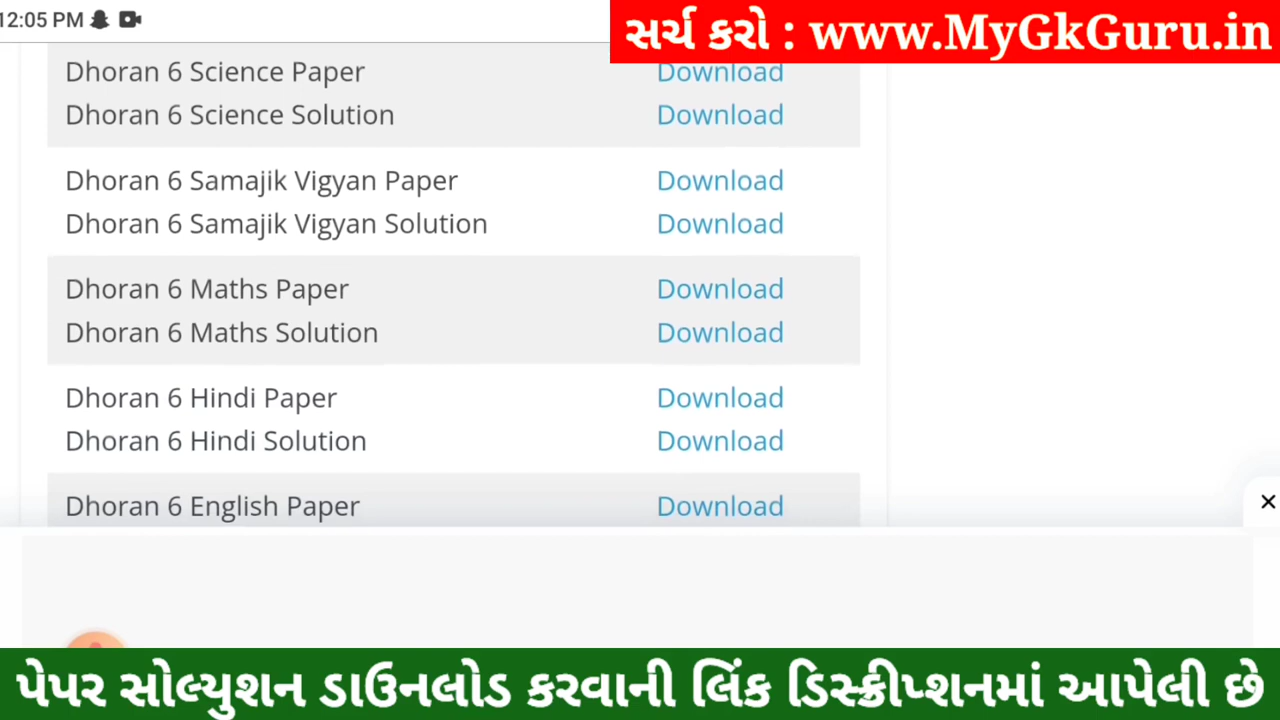 12:05 PM
સર્ચ કરો : www.MyGkGuru.in
Dhoran 6 Science Paper Download
Dhoran 6 Science Solution Download
Dhoran 6 Samajik Vigyan Paper Download
Dhoran 6 Samajik Vigyan Solution Download
Dhoran 6 Maths Paper Download
Dhoran 6 Maths Solution Download
Dhoran 6 Hindi Paper Download
Dhoran 6 Hindi Solution Download
Dhoran 6 English Paper Download
પેપર સોલ્યુશન ડાઉનલોડ કરવાની લિંક ડિસ્ક્રીપ્શનમાં આપેલી છે